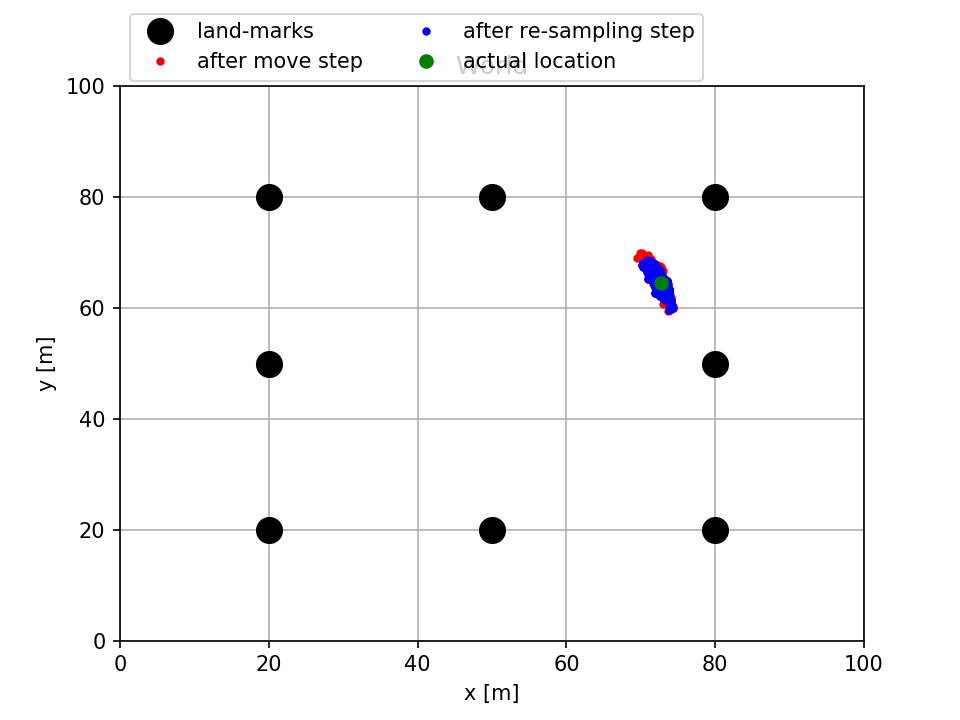 land-marks
after re-sampling step
after move step
actual location
World
100
80
60
40
20
0
y [m]
0 20 40 60 80 100
x [m]